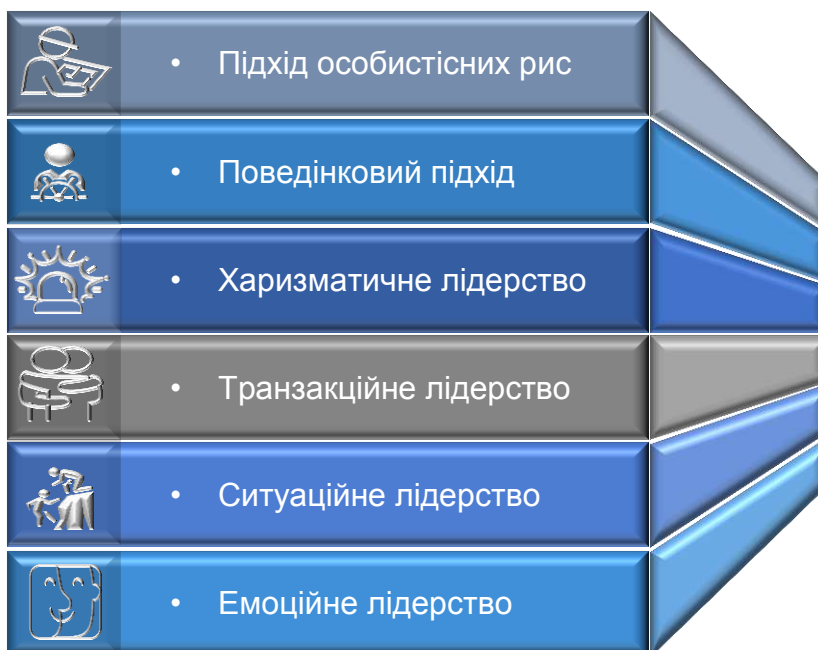 • Підхід особистісних рис
• Поведінковий підхід
• Харизматичне лідерство
• Транзакційне лідерство
• Ситуаційне лідерство
• Емоційне лідерство